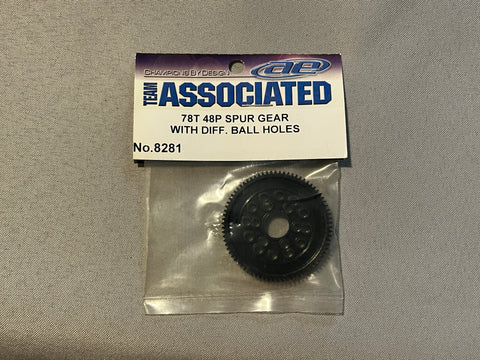 CHAMPIONS BY DESIGN
ae
TEAM
ASSOCIATED
78T 48P SPUR GEAR
WITH DIFF. BALL HOLES
No.8281